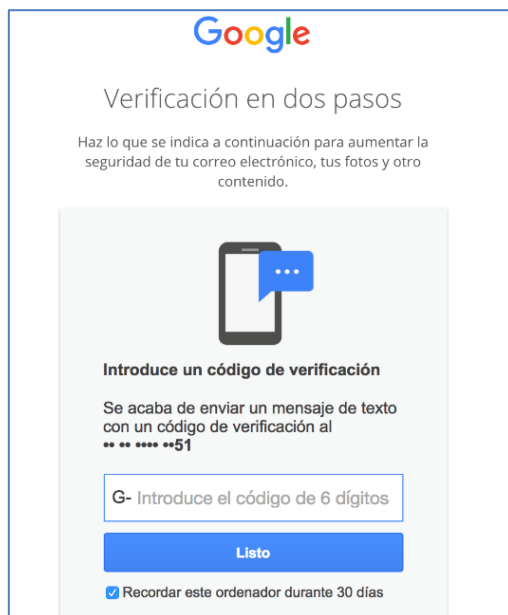 Google
Verificación en dos pasos
Haz lo que se indica a continuación para aumentar la
seguridad de tu correo electrónico, tus fotos y otro
contenido.
Introduce un código de verificación
Se acaba de enviar un mensaje de texto
con un código de verificación al
•• •• •••• ••51
G- Introduce el código de 6 dígitos
Listo
Recordar este ordenador durante 30 días